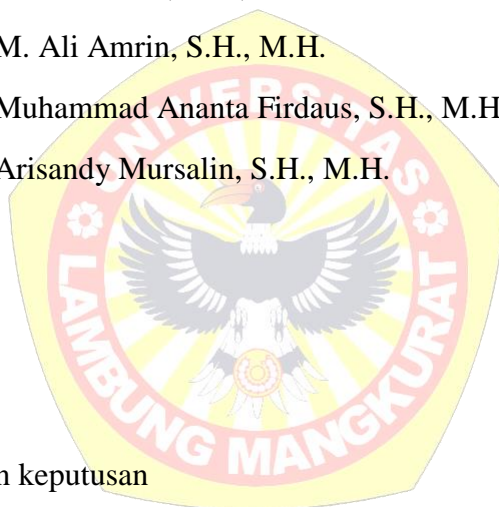 M. Ali Amrin, S.H., M.H.
Muhammad Ananta Firdaus, S.H., M.H
Arisandy Mursalin, S.H., M.H.
UNIVERSITAS
LAMBUNG MANGKURAT
keputusan